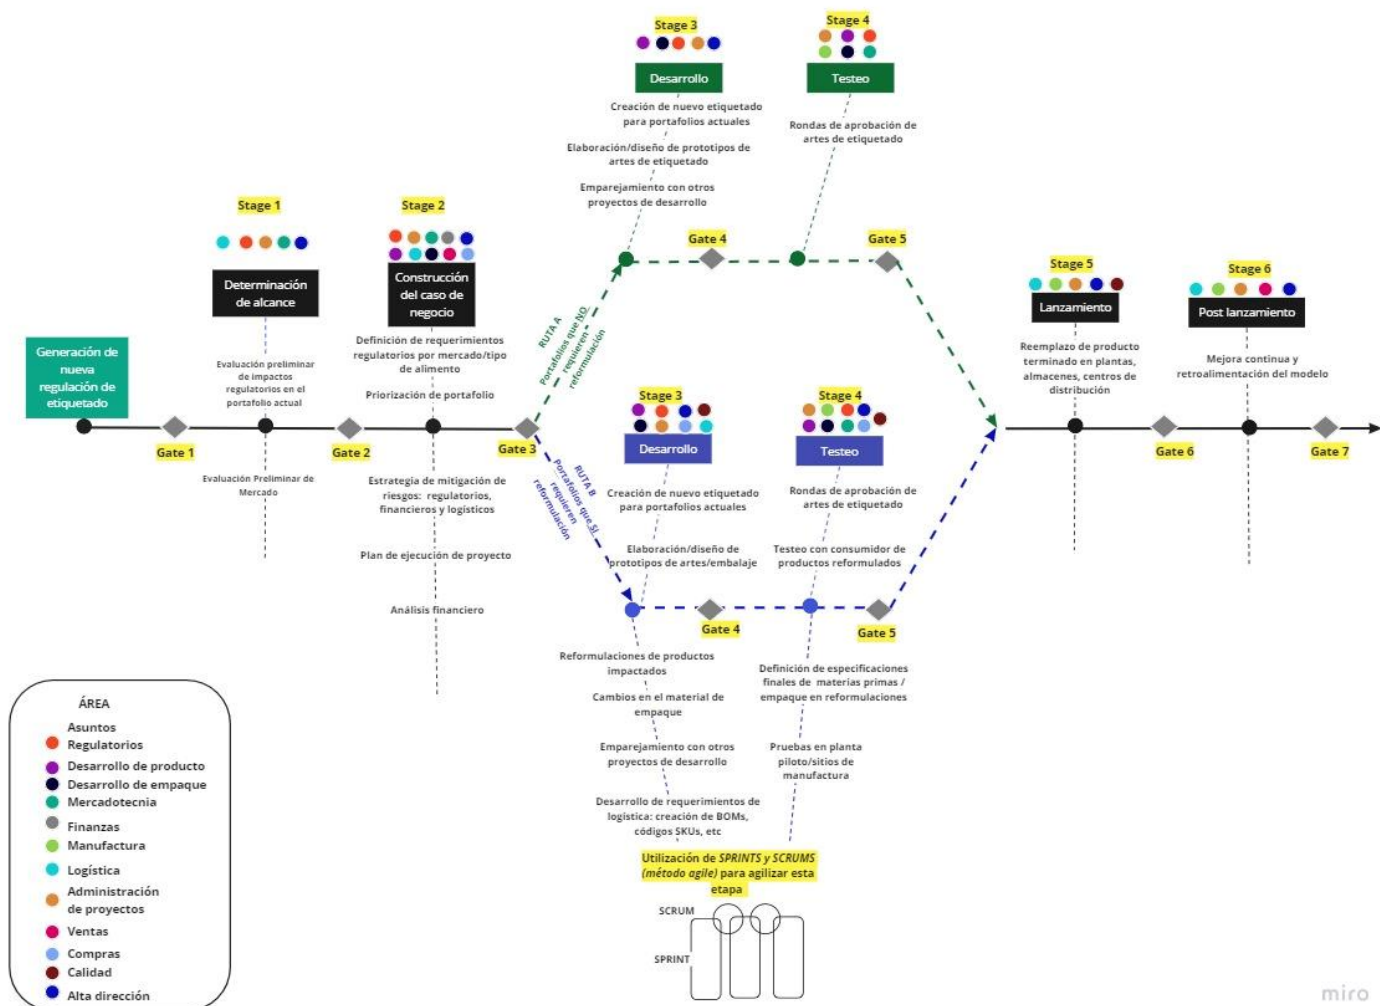 Stage 3
Desarrollo
Creación de nuevo etiquetado
para portafolios actuales
Elaboración/diseño de prototipos de
artes de etiquetado
Emparejamiento con otros
proyectos de desarrollo
Stage 4
Testeo
Rondas de aprobación de
artes de etiquetado
Stage 1
Determinación
de alcance
Evaluación preliminar
de impactos
regulatorios en el
portafolio actual
Evaluación Preliminar de
Mercado
Stage 2
Construcción
del caso de
negocio
Definición de requerimientos
regulatorios por mercado/tipo
de alimento
Priorización de portafolio
Estrategia de mitigación de
riesgos: regulatorios,
financieros y logísticos
Plan de ejecución de proyecto
Análisis financiero
Generación de
nueva
regulación de
etiquetado
Gate 1
Gate 2
Gate 3
RUTA A
Portafolios que NO
requieren
reformulación
Gate 4
Gate 5
RUTA B
Portafolios que SI
requieren
reformulación
Stage 3
Desarrollo
Creación de nuevo etiquetado
para portafolios actuales
Elaboración/diseño de
prototipos de artes/embalaje
Stage 4
Testeo
Rondas de aprobación de
artes de etiquetado
Testeo con consumidor de
productos reformulados
Gate 4
Gate 5
Reformulaciones de productos
impactados
Cambios en el material de
empaque
Emparejamiento con otros
proyectos de desarrollo
Desarrollo de requerimientos de
logística: creación de BOMs,
códigos SKUs, etc
Definición de especificaciones
finales de materias primas /
empaque en reformulaciones
Pruebas en planta
piloto/sitios de
manufactura
Utilización de SPRINTS y SCRUMS
(método agile) para agilizar esta
etapa
SCRUM
SPRINT
Stage 5
Lanzamiento
Reemplazo de producto
terminado en plantas,
almacenes, centros de
distribución
Stage 6
Post lanzamiento
Mejora continua y
retroalimentación del modelo
Gate 6
Gate 7
ÁREA
Asuntos
Regulatorios
Desarrollo de producto
Desarrollo de empaque
Mercadotecnia
Finanzas
Manufactura
Logística
Administración
de proyectos
Ventas
Compras
Calidad
Alta dirección
miro